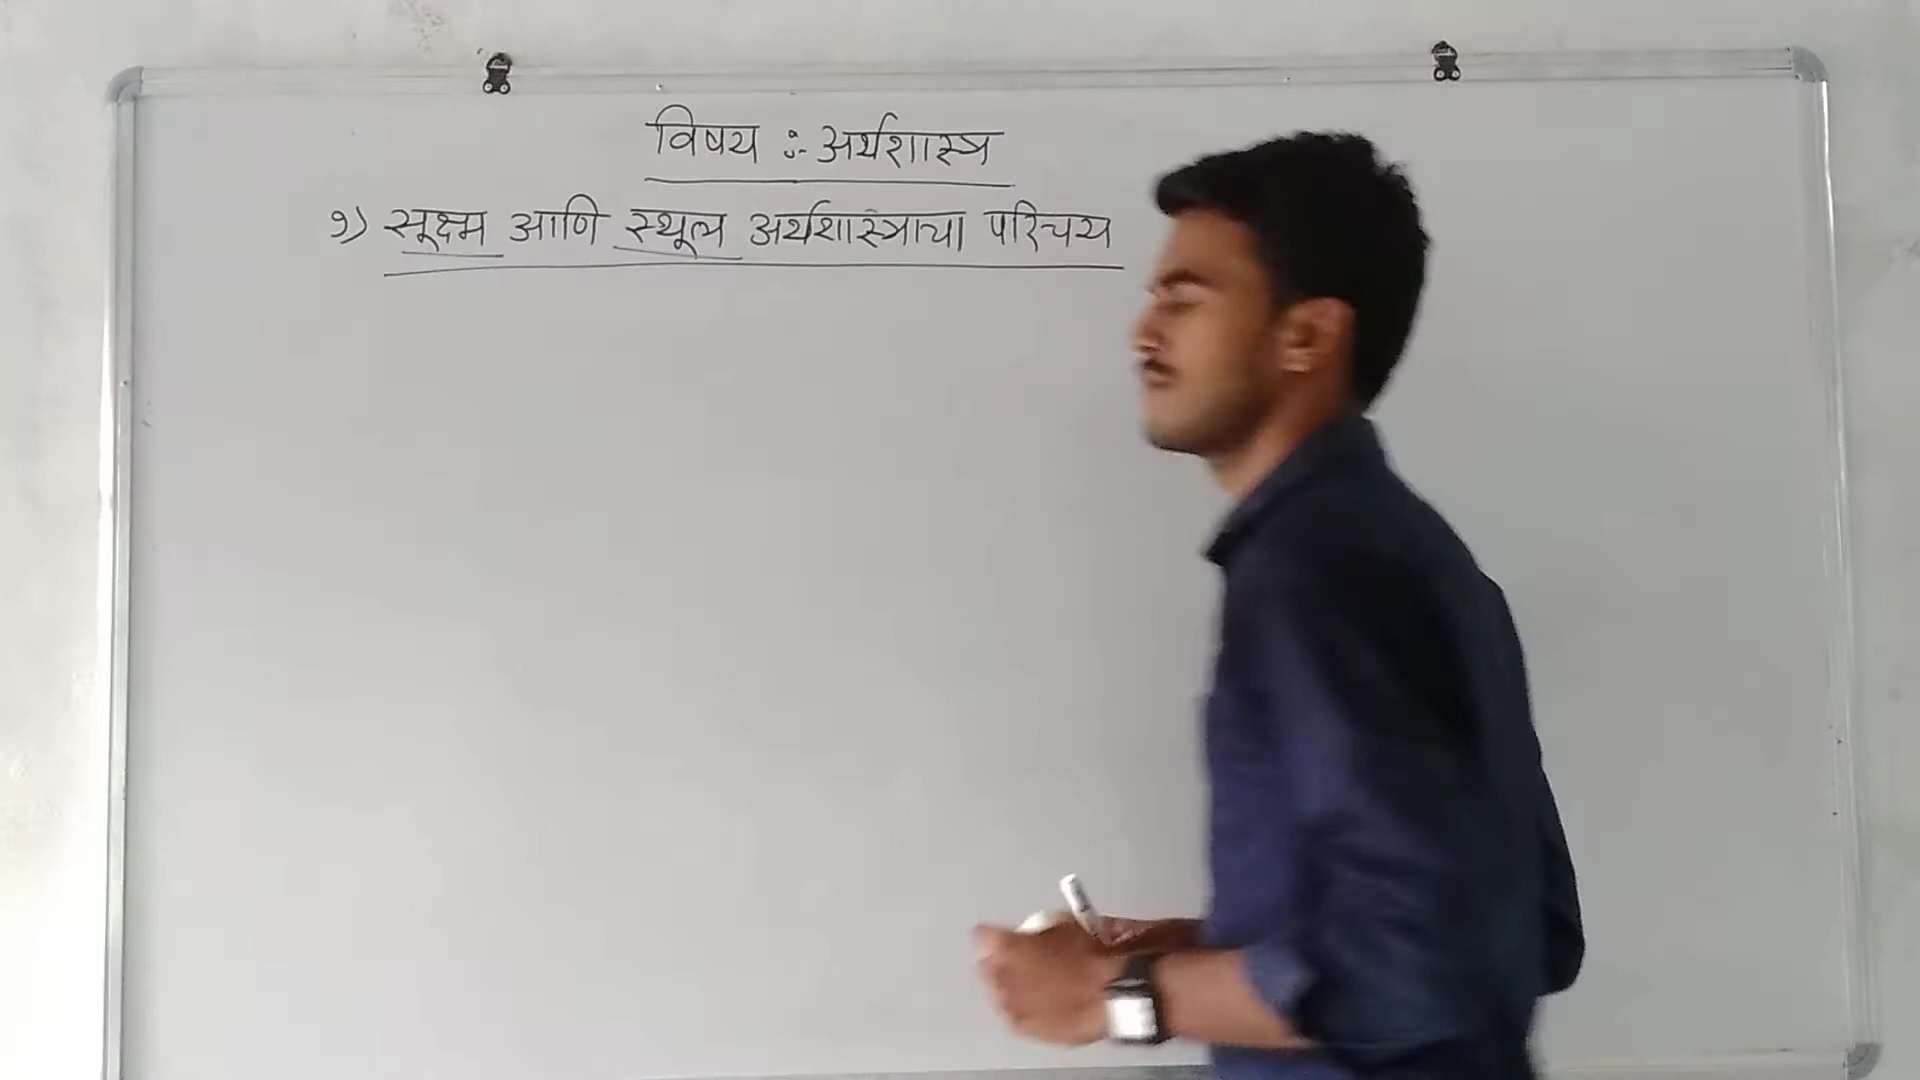 विषय :- अर्थशास्त्र
१) सूक्ष्म आणि स्थूल अर्थशास्त्राचा परिचय